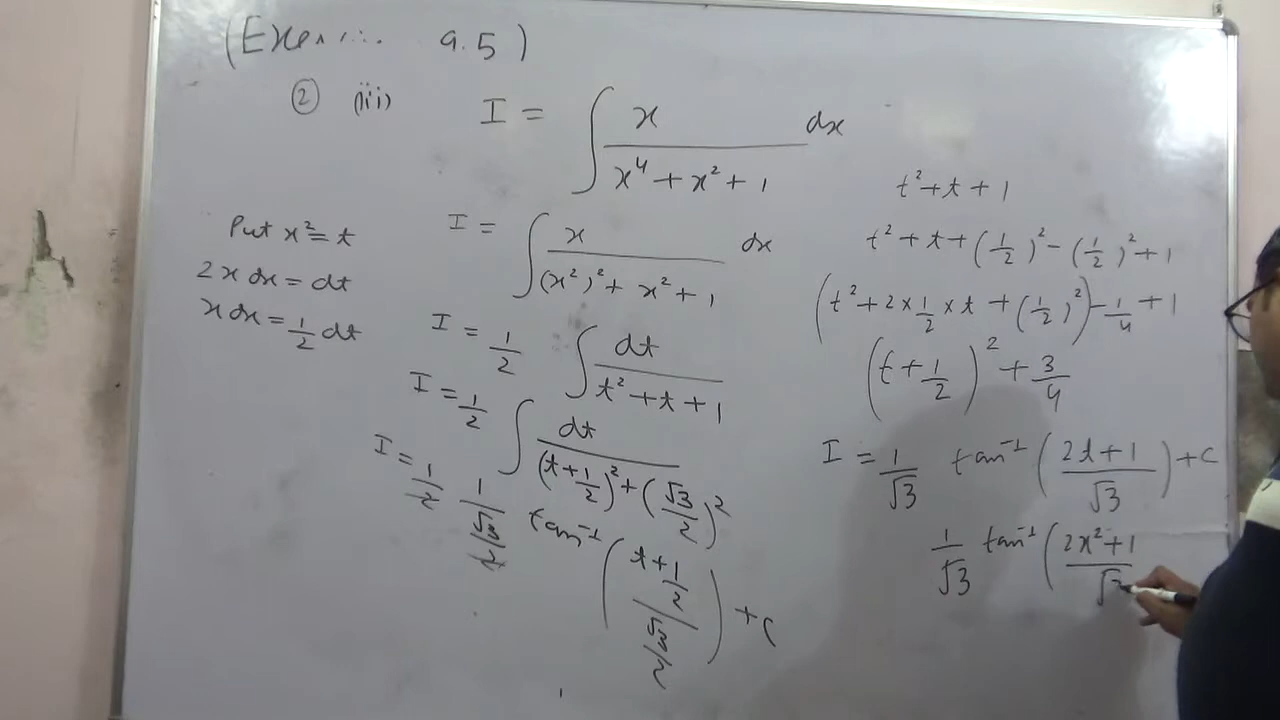 (Exer... 9.5)
② (iii) I = ∫ x / (x⁴ + x² + 1) dx
I = ∫ x / ((x²)² + x² + 1) dx
Put x² = t
2x dx = dt
x dx = 1/2 dt
I = 1/2 ∫ dt / (t² + t + 1)
I = 1/2 ∫ dt / ((t + 1/2)² + (√3/2)²)
I = 1/2 1/(√3/2) tan⁻¹ ((t + 1/2) / (√3/2)) + c
t² + t + 1
t² + t + (1/2)² − (1/2)² + 1
(t² + 2 × 1/2 × t + (1/2)²) − 1/4 + 1
(t + 1/2)² + 3/4
I = 1/√3 tan⁻¹ ((2t + 1) / √3) + c
1/√3 tan⁻¹ ((2x² + 1) / √3